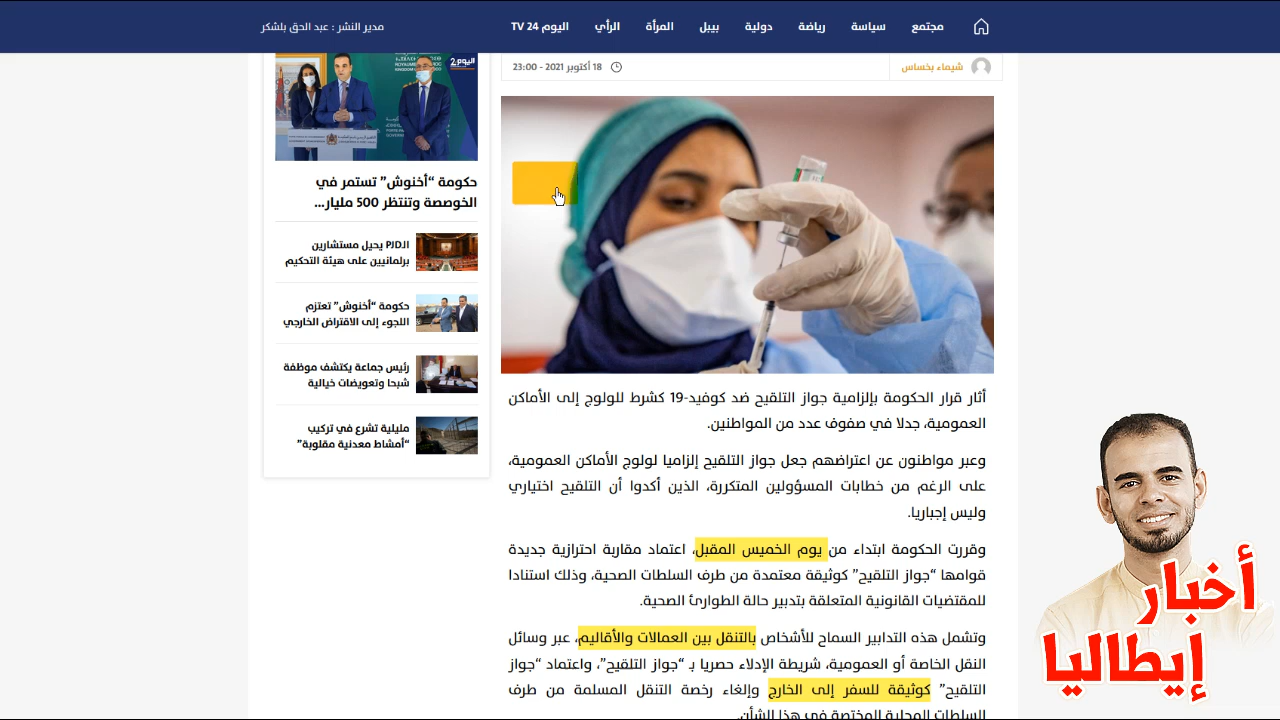 مجتمع سياسة رياضة دولية بيبل المرأة الرأي اليوم 24 TV
مدير النشر : عبد الحق بلشكر
شيماء بخساس
18 أكتوبر 2021 - 23:00
أثار قرار الحكومة بإلزامية جواز التلقيح ضد كوفيد-19 كشرط للولوج إلى الأماكن
العمومية، جدلا في صفوف عدد من المواطنين.
وعبر مواطنون عن اعتراضهم جعل جواز التلقيح إلزاميا لولوج الأماكن العمومية،
على الرغم من خطابات المسؤولين المتكررة، الذين أكدوا أن التلقيح اختياري
وليس إجباريا.
وقررت الحكومة ابتداء من يوم الخميس المقبل، اعتماد مقاربة احترازية جديدة
قوامها “جواز التلقيح” كوثيقة معتمدة من طرف السلطات الصحية، وذلك استنادا
للمقتضيات القانونية المتعلقة بتدبير حالة الطوارئ الصحية.
وتشمل هذه التدابير السماح للأشخاص بالتنقل بين العمالات والأقاليم، عبر وسائل
النقل الخاصة أو العمومية، شريطة الإدلاء حصريا بـ “جواز التلقيح”، واعتماد “جواز
التلقيح” كوثيقة للسفر إلى الخارج وإلغاء رخصة التنقل المسلمة من طرف
السلطات المحلية المختصة في هذا الشأن.
حكومة “أخنوش” تستمر في
الخوصصة وتنتظر 500 مليار...
الـPJD يحيل مستشارين
برلمانيين على هيئة التحكيم
حكومة “أخنوش” تعتزم
اللجوء إلى الاقتراض الخارجي
رئيس جماعة يكتشف موظفة
شبحا وتعويضات خيالية
مليلية تشرع في تركيب
“أمشاط معدنية مقلوبة”
أخبار
إيطاليا